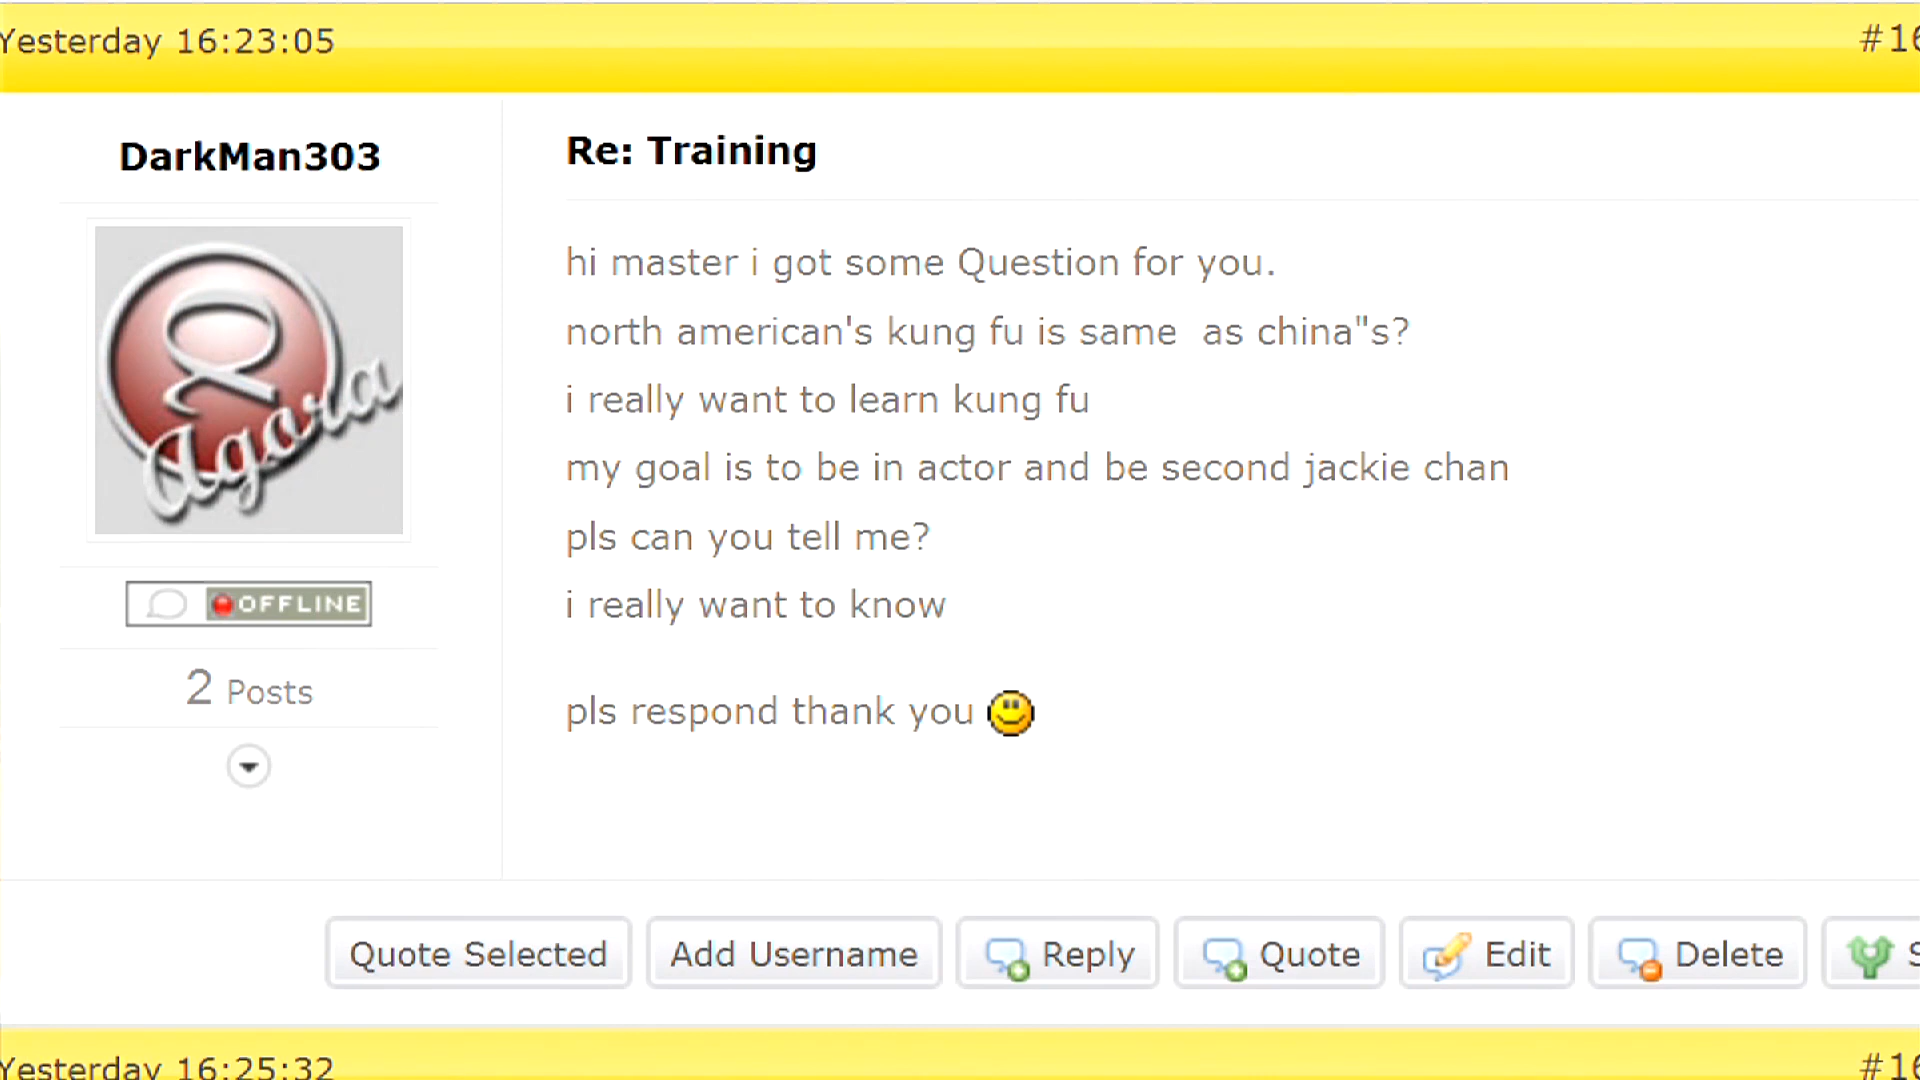 Yesterday 16:23:05
#16
DarkMan303
Re: Training
Agora
hi master i got some Question for you.
north american's kung fu is same  as china"s?
i really want to learn kung fu
my goal is to be in actor and be second jackie chan
pls can you tell me?
i really want to know
pls respond thank you
OFFLINE
2 Posts
Quote Selected
Add Username
Reply
Quote
Edit
Delete
S
Yesterday 16:25:32
#16